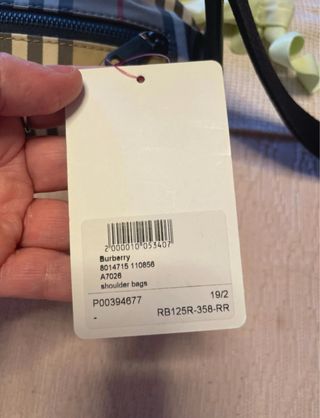 2000010053407
Burberry
8014715 110856
A7026
shoulder bags
19/2
P00394677
- RB125R-358-RR